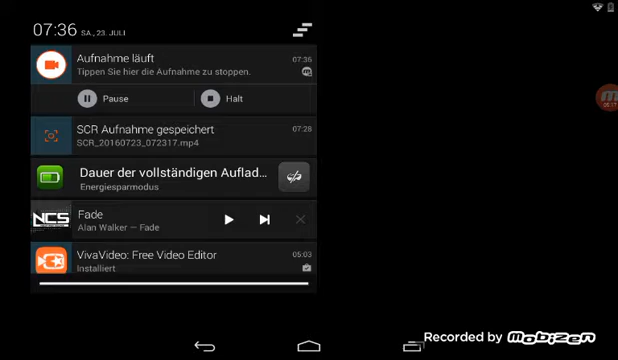 07:36 SA., 23. JULI
Aufnahme läuft 07:36
Tippen Sie hier die Aufnahme zu stoppen.
Pause Halt
SCR Aufnahme gespeichert 07:28
SCR_20160723_072317.mp4
Dauer der vollständigen Auflad...
Energiesparmodus
NCS
Fade
Alan Walker – Fade
VivaVideo: Free Video Editor 05:03
Installiert
Recorded by Mobizen